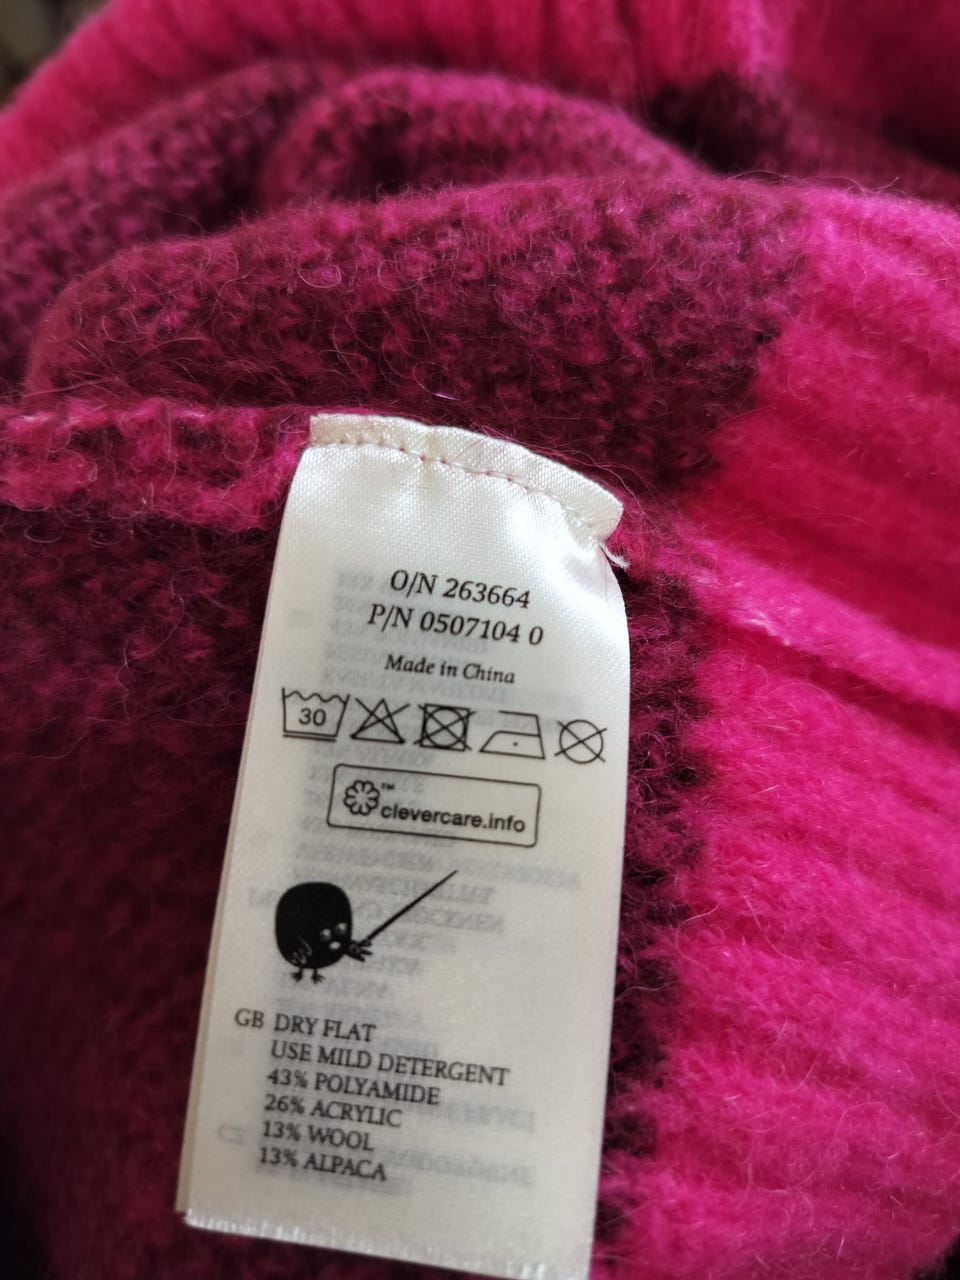 O/N 263664
P/N 0507104 0
Made in China
30
™
clevercare.info
GB DRY FLAT
USE MILD DETERGENT
43% POLYAMIDE
26% ACRYLIC
13% WOOL
13% ALPACA